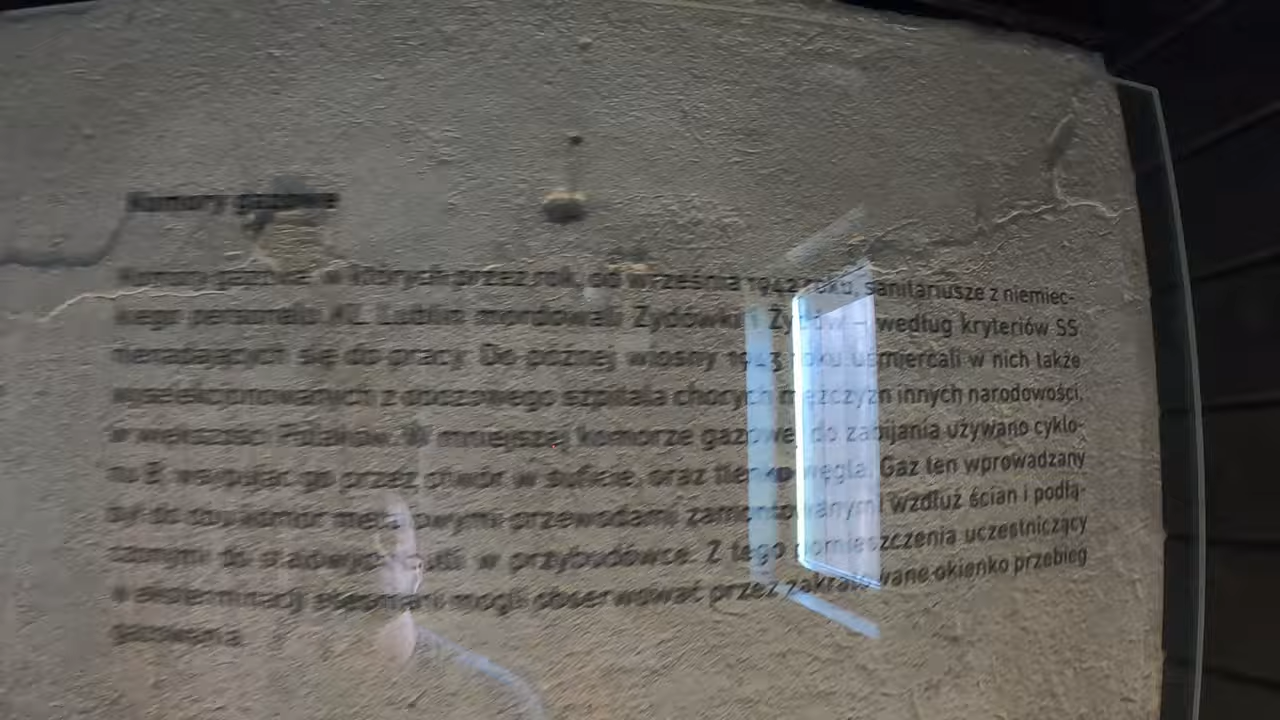 Komory gazowe
Komory gazowe w których przez rok, od września 1942 roku, sanitariusze z niemiec-
kiego personelu KL Lublin mordowali Żydówki i Żydów – według kryteriów SS
nienadających się do pracy. Do późnej wiosny 1943 roku uśmiercali w nich także
wyselekcjonowanych z obozowego szpitala chorych mężczyzn innych narodowości,
w większości Polaków. W mniejszej komorze gazowej do zabijania używano cyklo-
nu B wsypując go przez otwór w suficie, oraz tlenku węgla. Gaz ten wprowadzany
był do obu komór metalowymi przewodami zamontowanymi wzdłuż ścian i podłą-
czonymi do stalowych butli w przybudówce. Z tego pomieszczenia uczestniczący
w eksterminacji esesmani mogli obserwować przez zakratowane okienko przebieg
gazowania.